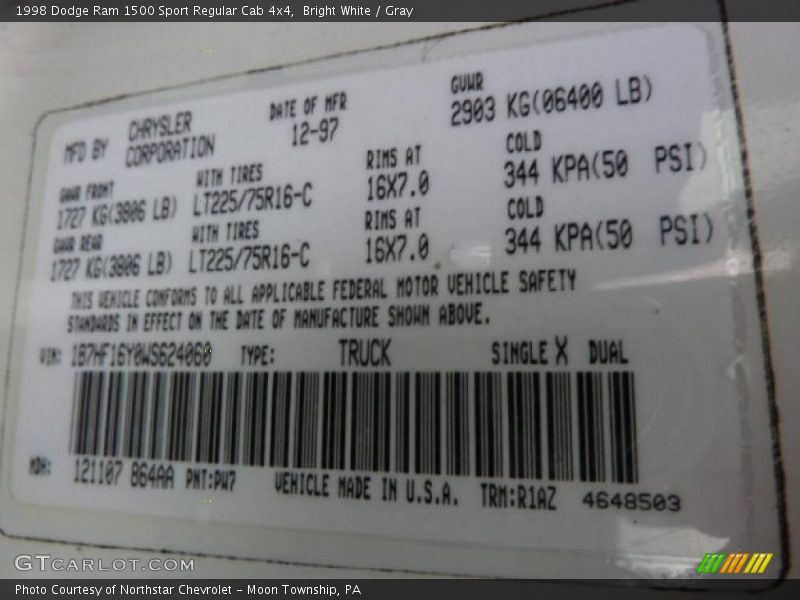 1998 Dodge Ram 1500 Sport Regular Cab 4x4, Bright White / Gray
MFD BY CHRYSLER CORPORATION DATE OF MFR 12-97 GVWR 2903 KG(06400 LB)
GAWR FRONT 1727 KG(3806 LB) WITH TIRES LT225/75R16-C RIMS AT 16X7.0 COLD 344 KPA(50 PSI)
GAWR REAR 1727 KG(3806 LB) WITH TIRES LT225/75R16-C RIMS AT 16X7.0 COLD 344 KPA(50 PSI)
THIS VEHICLE CONFORMS TO ALL APPLICABLE FEDERAL MOTOR VEHICLE SAFETY
STANDARDS IN EFFECT ON THE DATE OF MANUFACTURE SHOWN ABOVE.
VIN: 1B7HF16Y0WS624060 TYPE: TRUCK SINGLE X DUAL
MDH: 121107 864AA PNT:PW7 VEHICLE MADE IN U.S.A. TRM:R1AZ 4648503
GTCARLOT.COM
Photo Courtesy of Northstar Chevrolet - Moon Township, PA